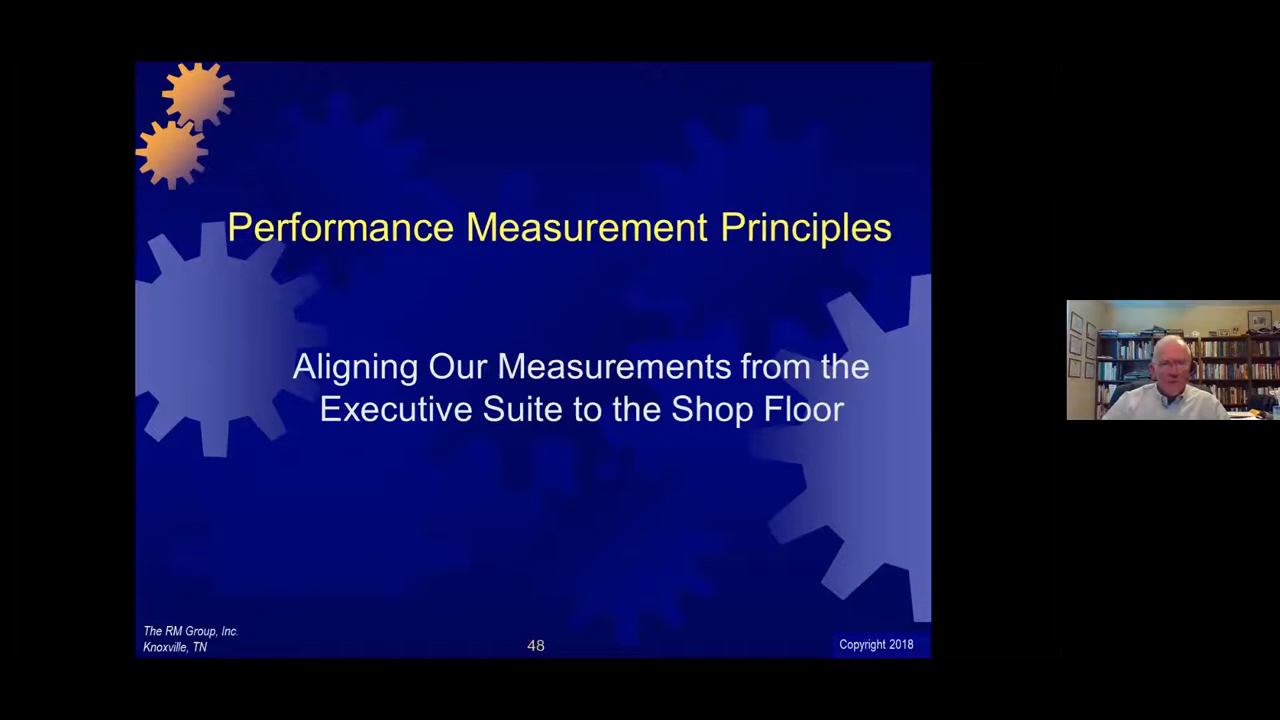 Performance Measurement Principles
Aligning Our Measurements from the
Executive Suite to the Shop Floor
The RM Group, Inc.
Knoxville, TN
48
Copyright 2018